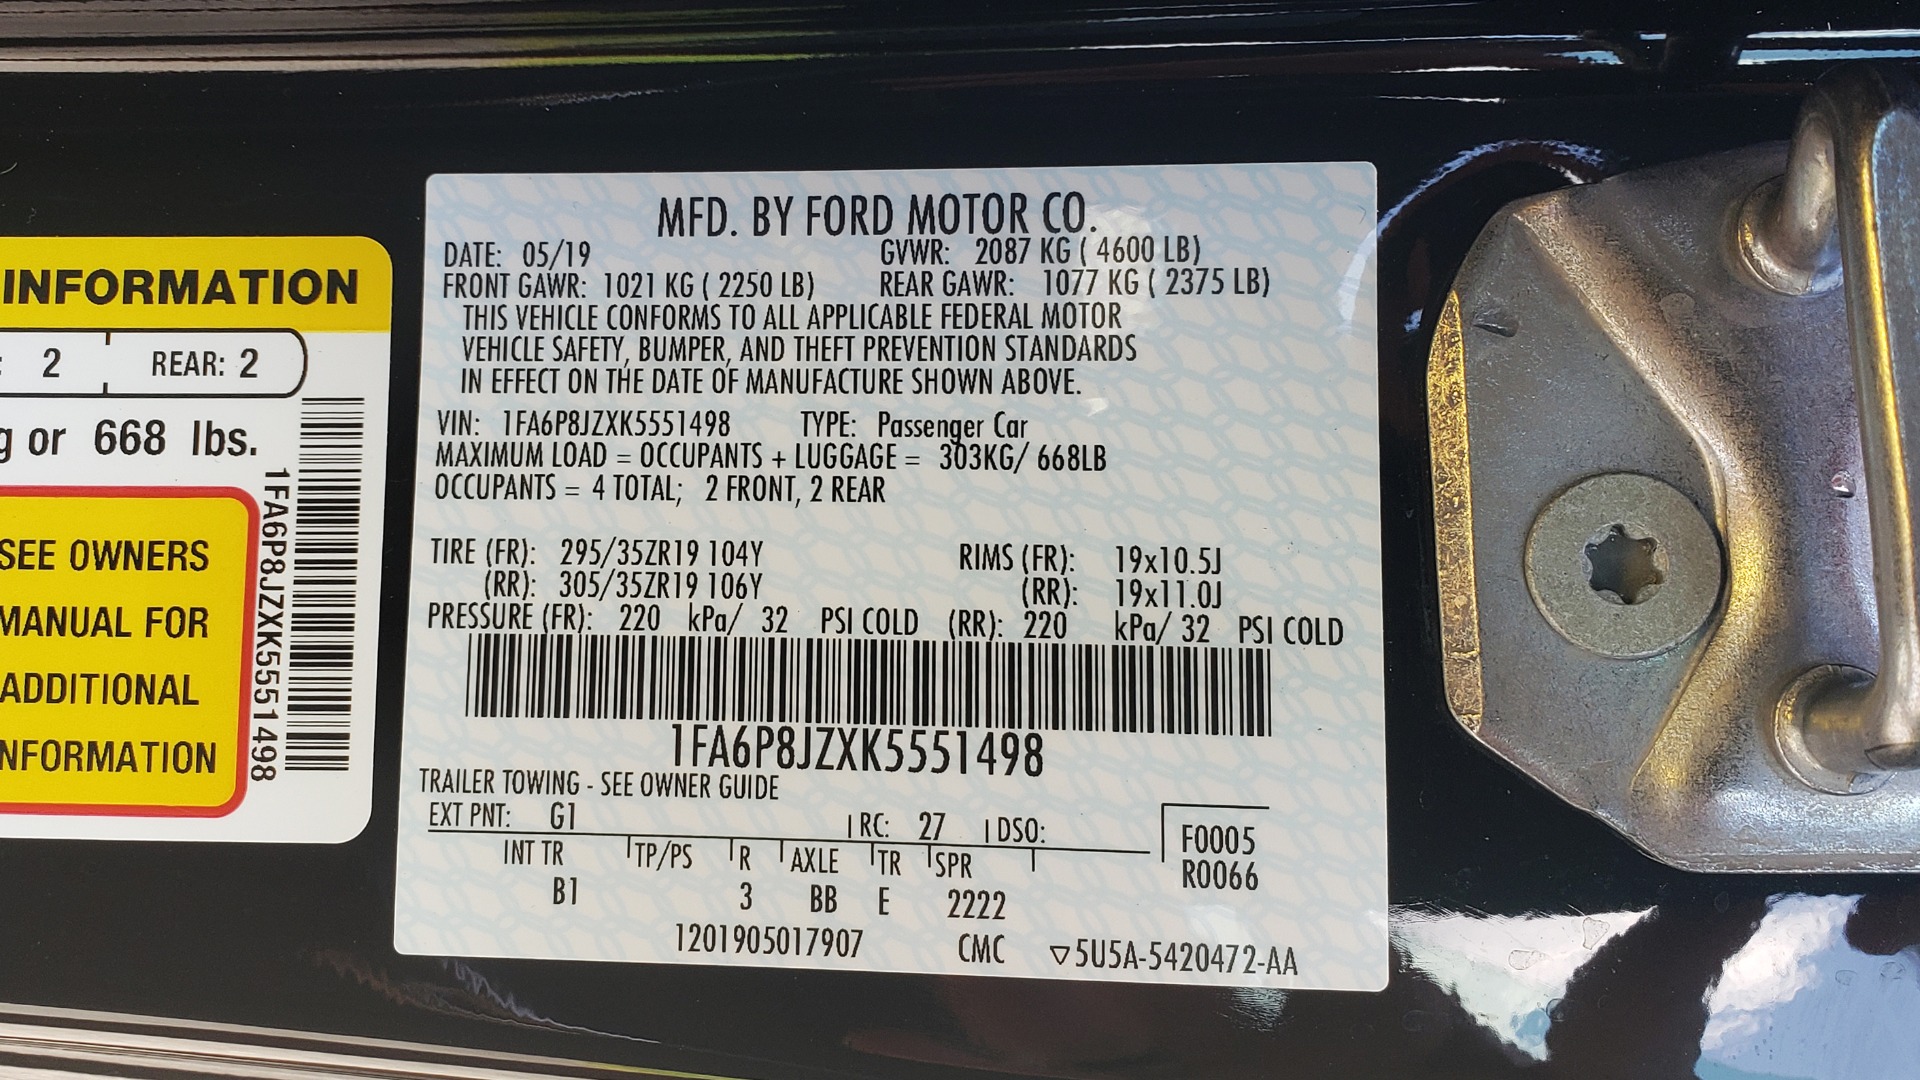 INFORMATION
2 REAR: 2
g or 668 lbs.
SEE OWNERS
MANUAL FOR
ADDITIONAL
INFORMATION
1FA6P8JZXK5551498
MFD. BY FORD MOTOR CO.
DATE: 05/19 GVWR: 2087 KG ( 4600 LB)
FRONT GAWR: 1021 KG ( 2250 LB) REAR GAWR: 1077 KG ( 2375 LB)
THIS VEHICLE CONFORMS TO ALL APPLICABLE FEDERAL MOTOR
VEHICLE SAFETY, BUMPER, AND THEFT PREVENTION STANDARDS
IN EFFECT ON THE DATE OF MANUFACTURE SHOWN ABOVE.
VIN: 1FA6P8JZXK5551498 TYPE: Passenger Car
MAXIMUM LOAD = OCCUPANTS + LUGGAGE = 303KG/ 668LB
OCCUPANTS = 4 TOTAL; 2 FRONT, 2 REAR
TIRE (FR): 295/35ZR19 104Y RIMS (FR): 19x10.5J
(RR): 305/35ZR19 106Y (RR): 19x11.0J
PRESSURE (FR): 220 kPa/ 32 PSI COLD (RR): 220 kPa/ 32 PSI COLD
1FA6P8JZXK5551498
TRAILER TOWING - SEE OWNER GUIDE
EXT PNT: G1 RC: 27 DSO:
F0005
R0066
INT TR TP/PS R AXLE TR SPR
B1 3 BB E 2222
1201905017907 CMC ▽5U5A-5420472-AA